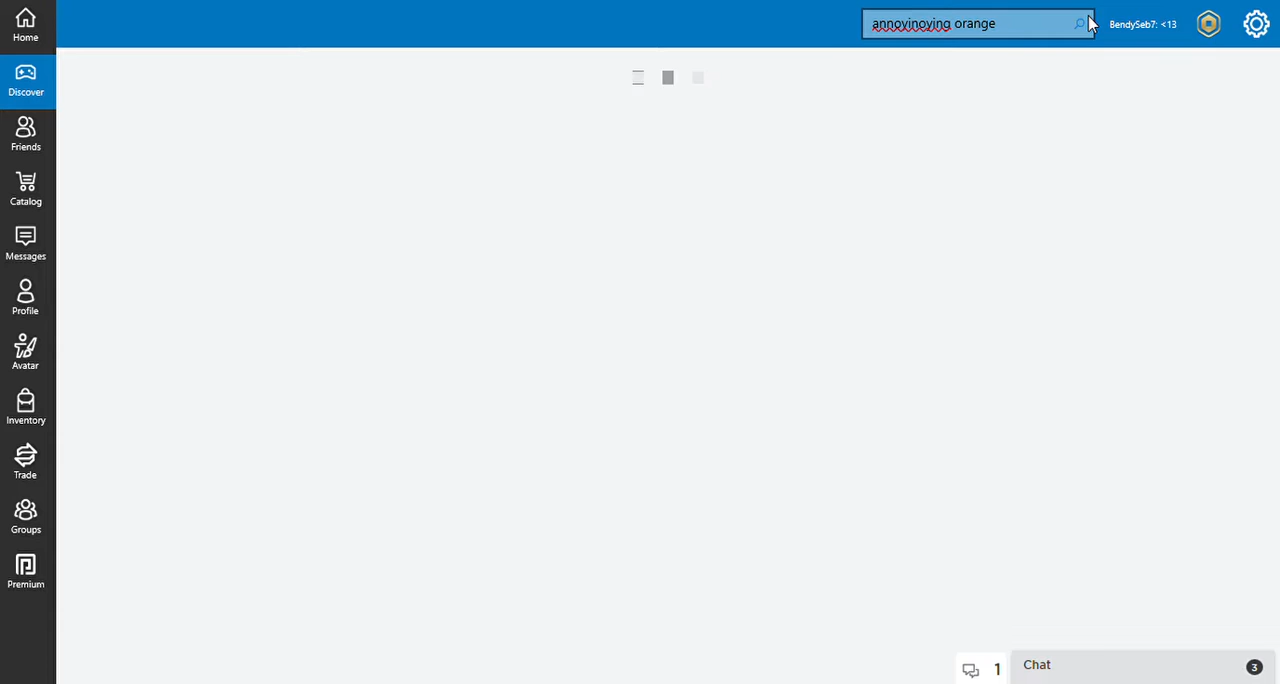 Home
annoyinoying orange
BendySeb7: <13
Discover
Friends
Catalog
Messages
Profile
Avatar
Inventory
Trade
Groups
Premium
1
Chat
3